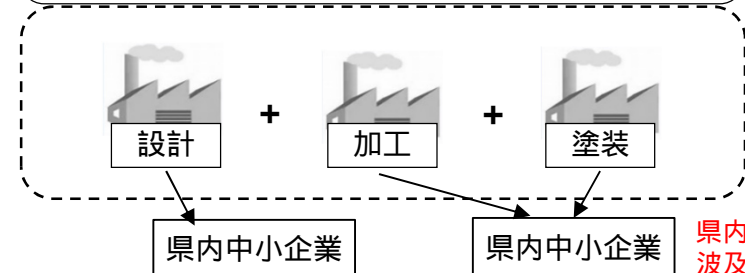 設計 + 加工 + 塗装
県内中小企業 県内中小企業
県内
波及